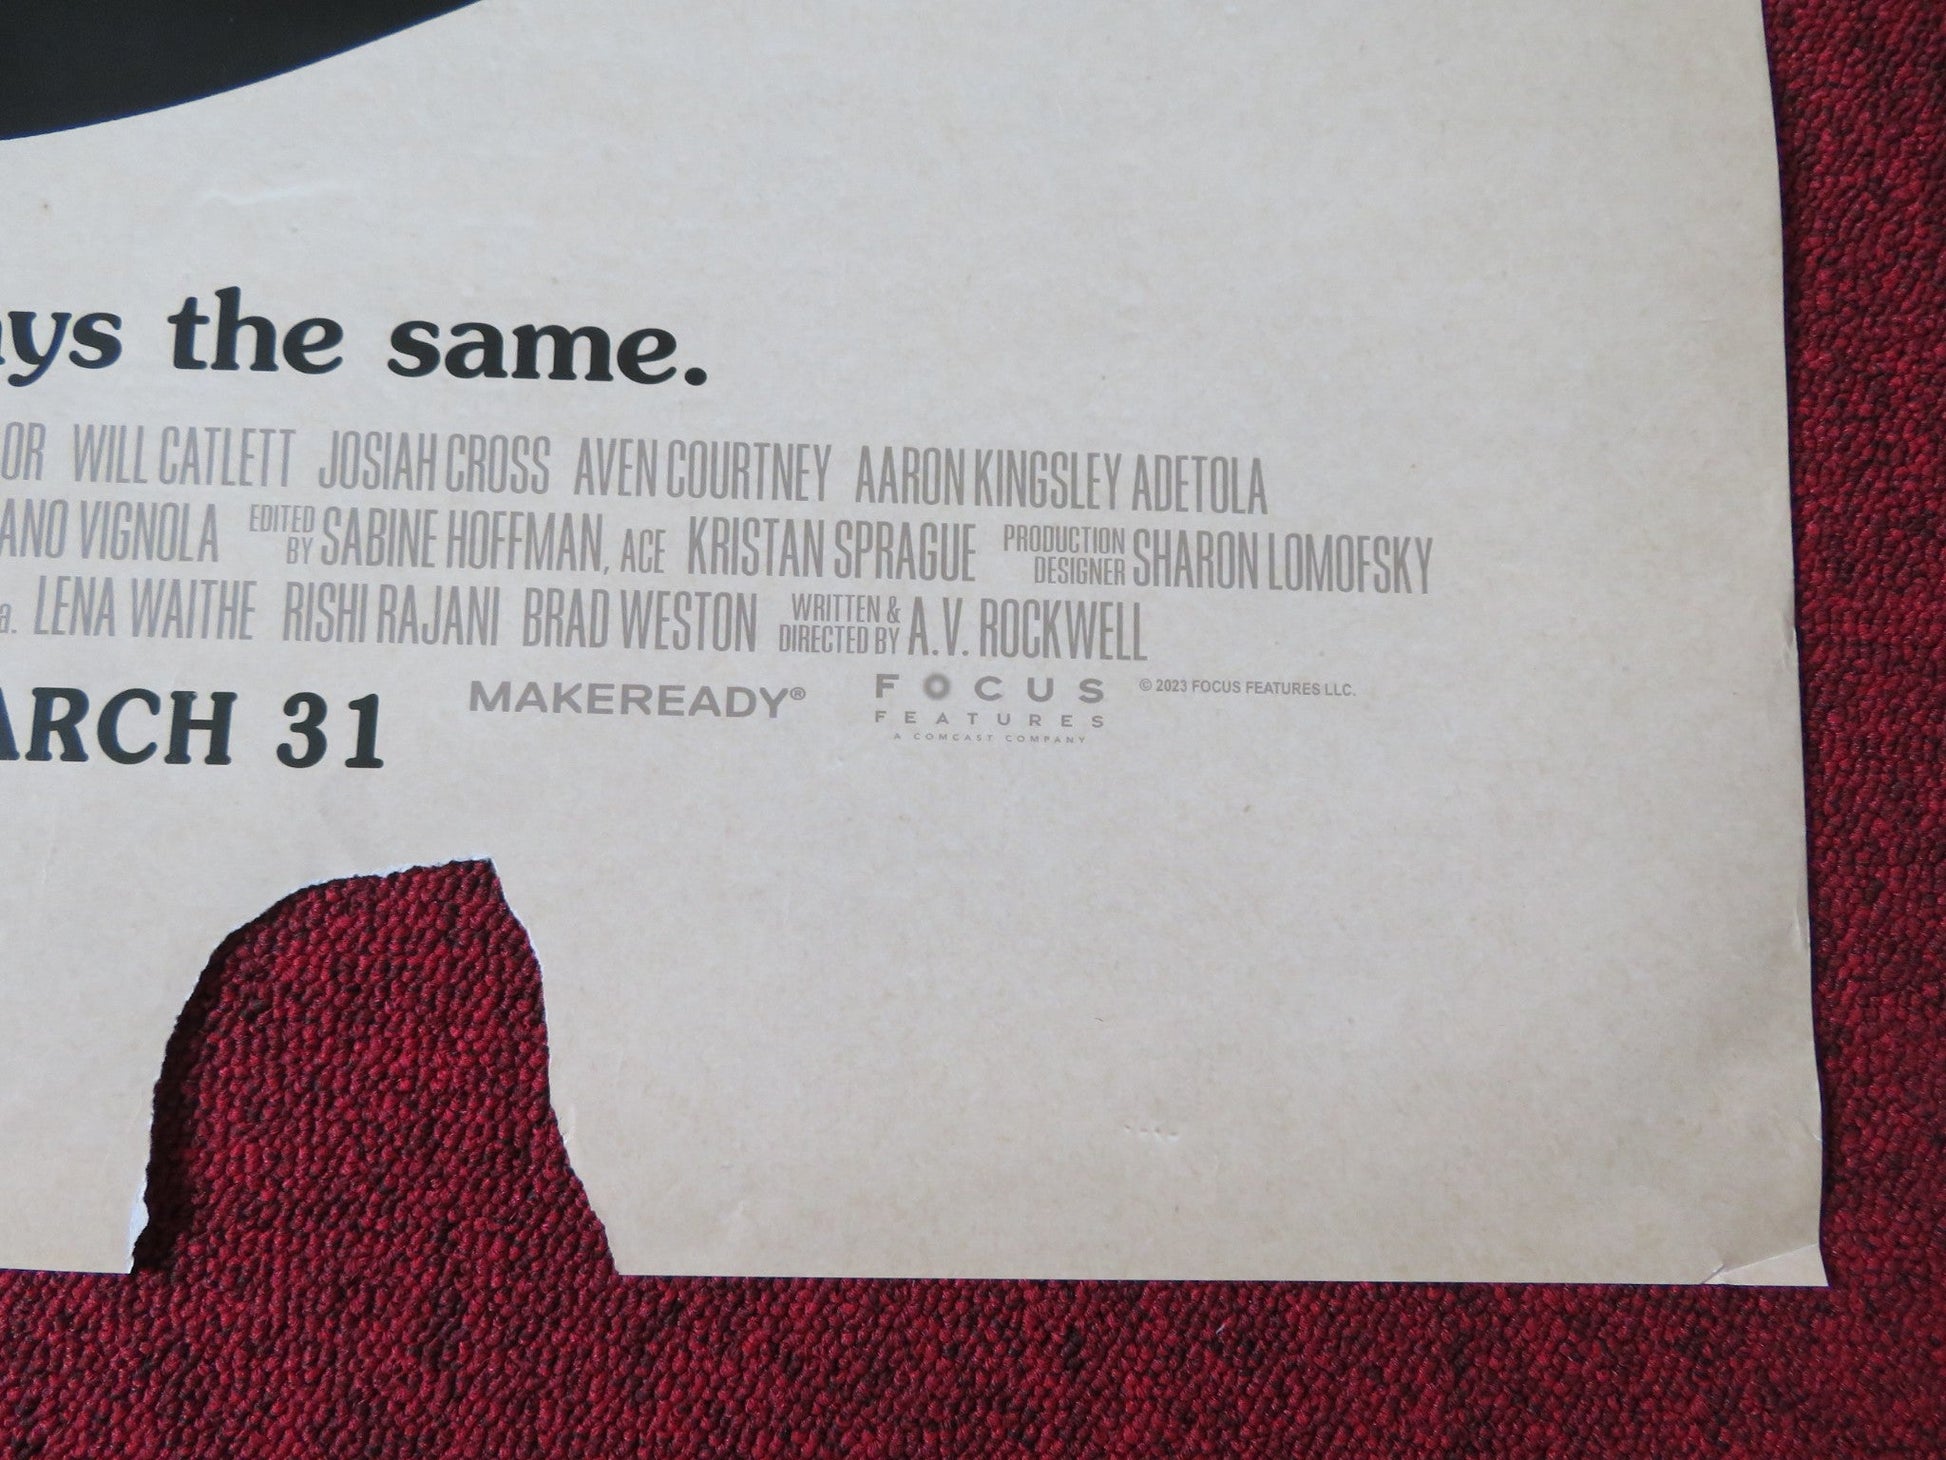 ays the same.
OR WILL CATLETT JOSIAH CROSS AVEN COURTNEY AARON KINGSLEY ADETOLA
ANO VIGNOLA EDITED BY SABINE HOFFMAN, ACE KRISTAN SPRAGUE PRODUCTION DESIGNER SHARON LOMOFSKY
a. LENA WAITHE RISHI RAJANI BRAD WESTON WRITTEN & DIRECTED BY A.V. ROCKWELL
ARCH 31 MAKEREADY® FOCUS FEATURES A COMCAST COMPANY © 2023 FOCUS FEATURES LLC.